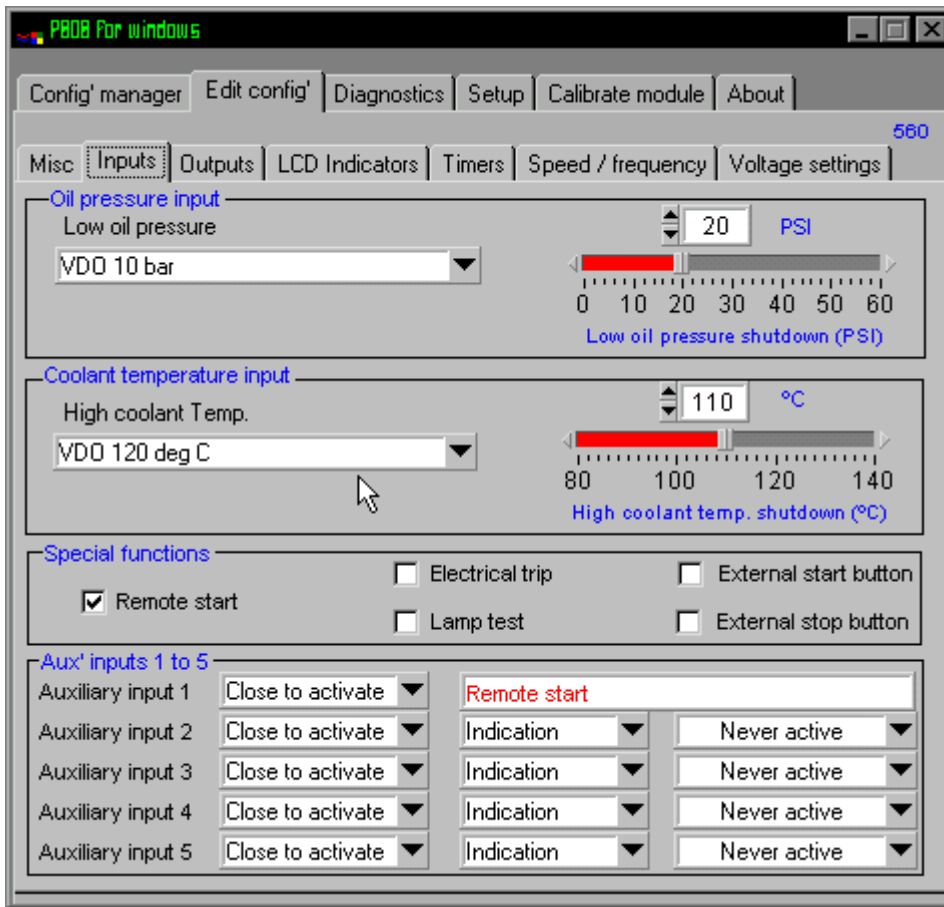 P808 For windows
Config' manager Edit config' Diagnostics Setup Calibrate module About
560
Misc Inputs Outputs LCD Indicators Timers Speed / frequency Voltage settings
Oil pressure input
Low oil pressure 20 PSI
VDO 10 bar
0 10 20 30 40 50 60
Low oil pressure shutdown (PSI)
Coolant temperature input
High coolant Temp. 110 ºC
VDO 120 deg C
80 100 120 140
High coolant temp. shutdown (ºC)
Special functions
Remote start Electrical trip External start button
Lamp test External stop button
Aux' inputs 1 to 5
Auxiliary input 1 Close to activate Remote start
Auxiliary input 2 Close to activate Indication Never active
Auxiliary input 3 Close to activate Indication Never active
Auxiliary input 4 Close to activate Indication Never active
Auxiliary input 5 Close to activate Indication Never active